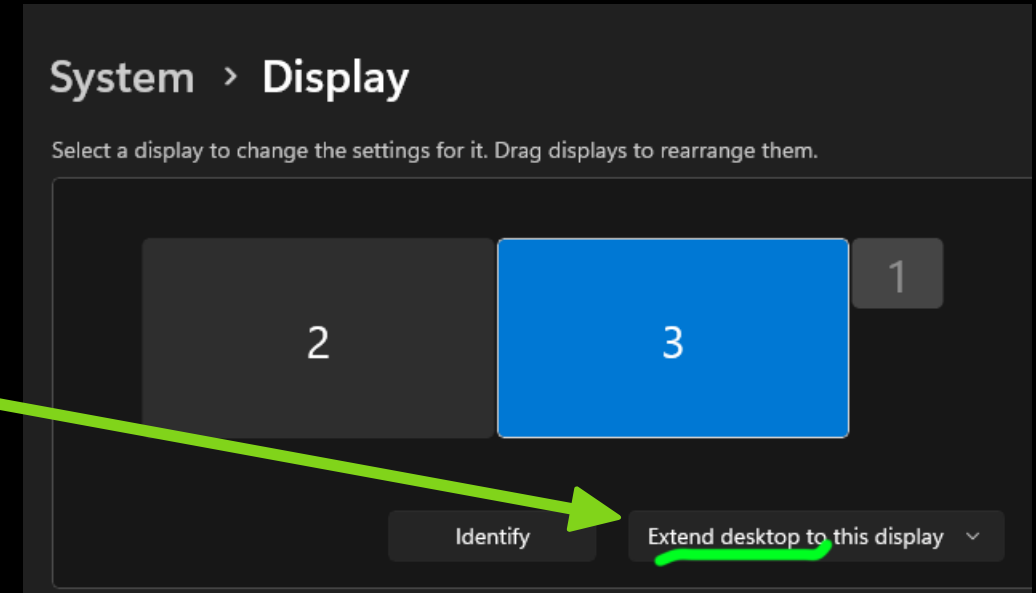 System > Display
Select a display to change the settings for it. Drag displays to rearrange them.
1
2
3
Identify
Extend desktop to this display